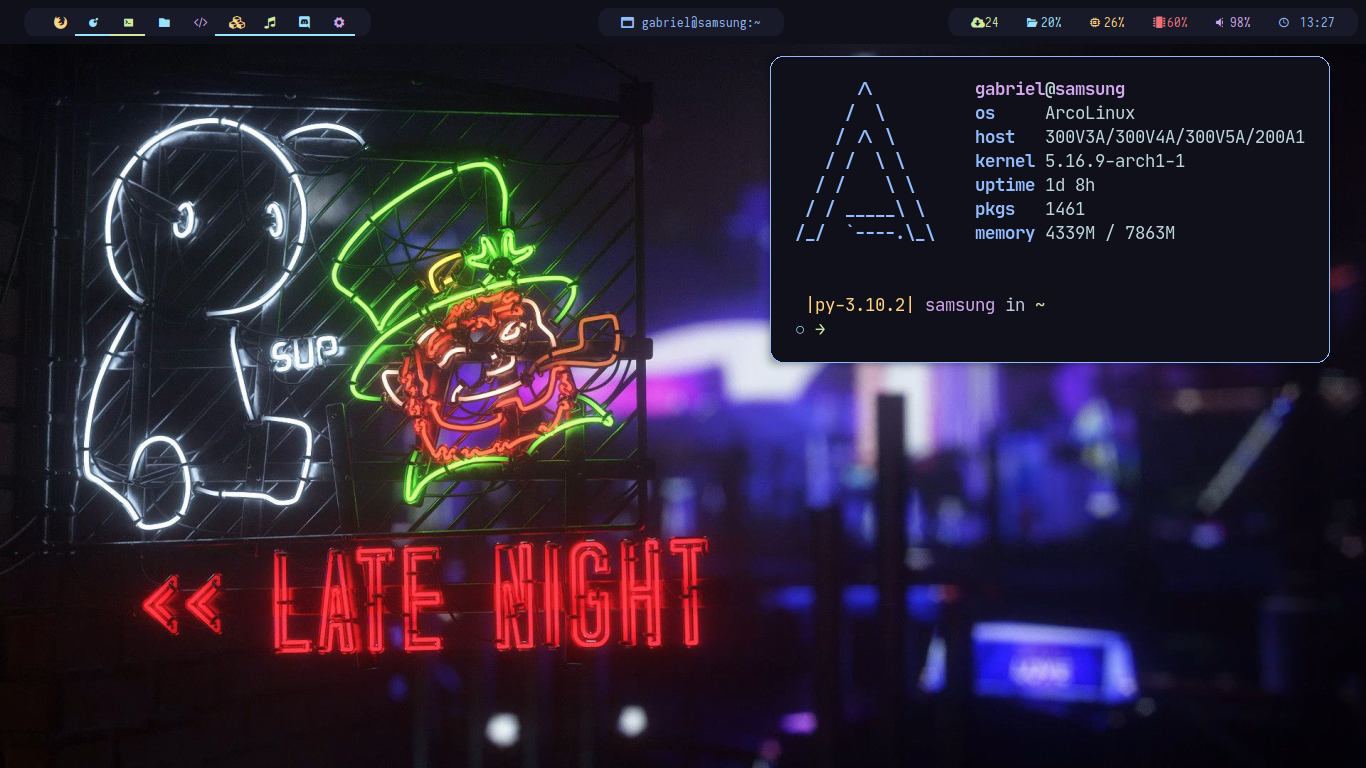 gabriel@samsung:~
24 20% 26% 60% 98% 13:27
gabriel@samsung
os ArcoLinux
host 300V3A/300V4A/300V5A/200A1
kernel 5.16.9-arch1-1
uptime 1d 8h
pkgs 1461
memory 4339M / 7863M
|py-3.10.2| samsung in ~
SUP
<< LATE NIGHT